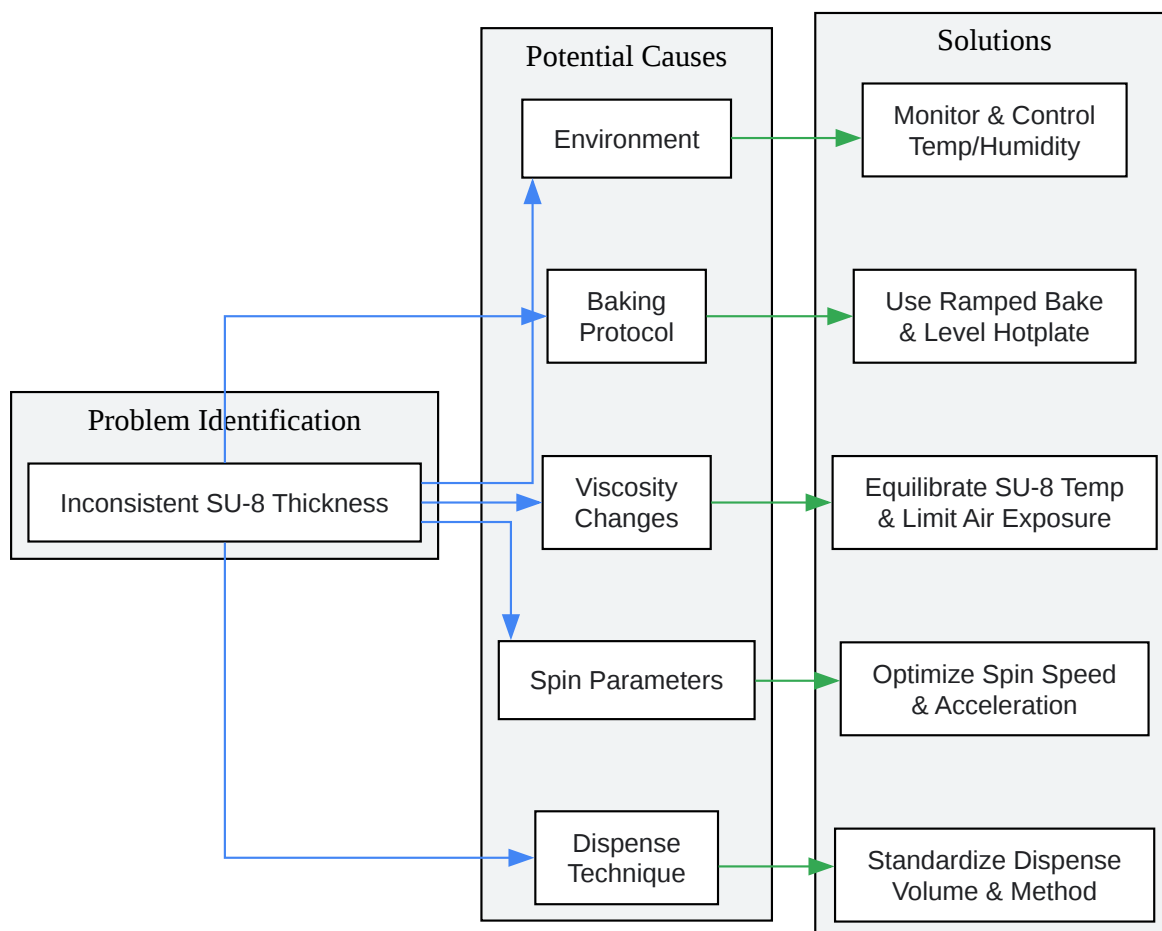 Problem Identification
Inconsistent SU-8 Thickness
Potential Causes
Environment
Baking
Protocol
Viscosity
Changes
Spin Parameters
Dispense
Technique
Solutions
Monitor & Control
Temp/Humidity
Use Ramped Bake
& Level Hotplate
Equilibrate SU-8 Temp
& Limit Air Exposure
Optimize Spin Speed
& Acceleration
Standardize Dispense
Volume & Method